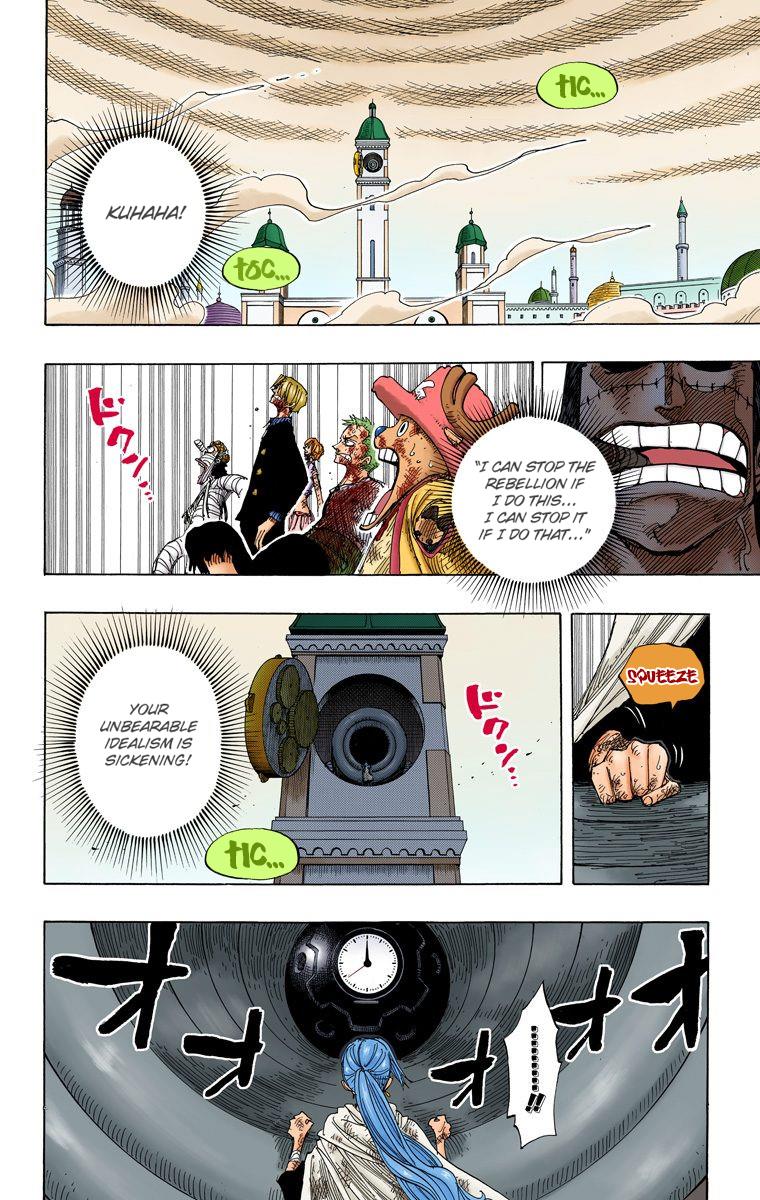 TIC...
KUHAHA!
TOC...
ドクン...
"I CAN STOP THE
REBELLION IF
I DO THIS...
I CAN STOP IT
IF I DO THAT..."
YOUR
UNBEARABLE
IDEALISM IS
SICKENING!
ドクン...
TIC...
SQUEEZE
オオオオオ
..........!!